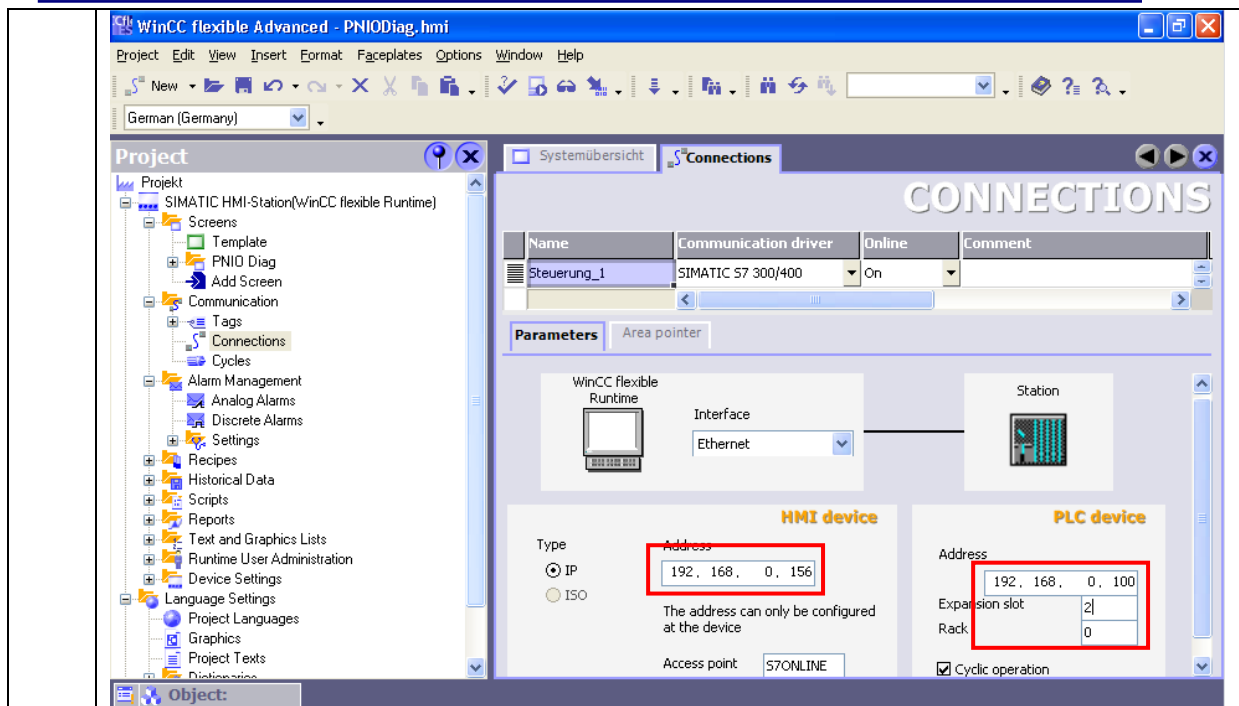 WinCC flexible Advanced - PNIODiag.hmi
Project Edit View Insert Format Faceplates Options Window Help
New
German (Germany)
Project
Projekt
SIMATIC HMI-Station(WinCC flexible Runtime)
Screens
Template
PNIO Diag
Add Screen
Communication
Tags
Connections
Cycles
Alarm Management
Analog Alarms
Discrete Alarms
Settings
Recipes
Historical Data
Scripts
Reports
Text and Graphics Lists
Runtime User Administration
Device Settings
Language Settings
Project Languages
Graphics
Project Texts
Dictionaries
Object:
Systemübersicht Connections
CONNECTIONS
Name Communication driver Online Comment
Steuerung_1 SIMATIC S7 300/400 On
Parameters Area pointer
WinCC flexible
Runtime
Interface
Ethernet
Station
HMI device
Type
IP
ISO
Address
192. 168. 0. 156
The address can only be configured
at the device
Access point S7ONLINE
PLC device
Address
192. 168. 0. 100
Expansion slot 2
Rack 0
Cyclic operation